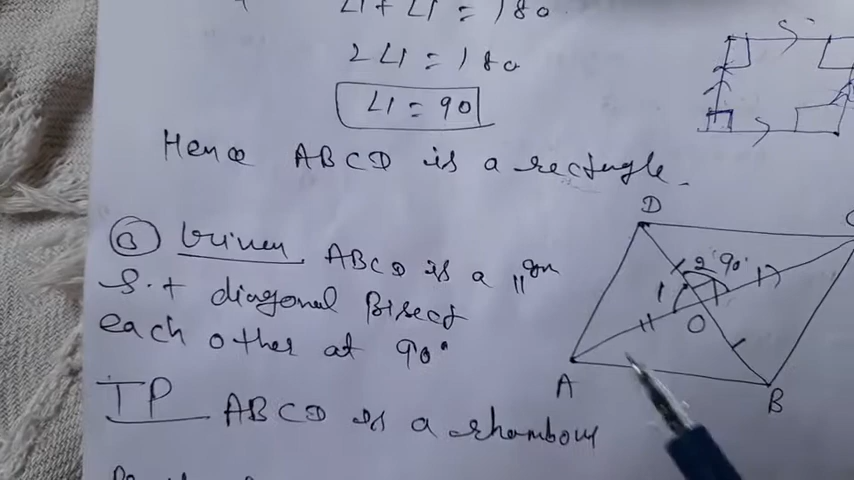 ∠1 + ∠1 = 180
2∠1 = 180
∠1 = 90
Hence ABCD is a rectangle.
③ Given ABCD is a ||gm
S.t diagonal Bisect
each other at 90°
TP ABCD is a rhombous
D
C
2 90°
1
O
A
B